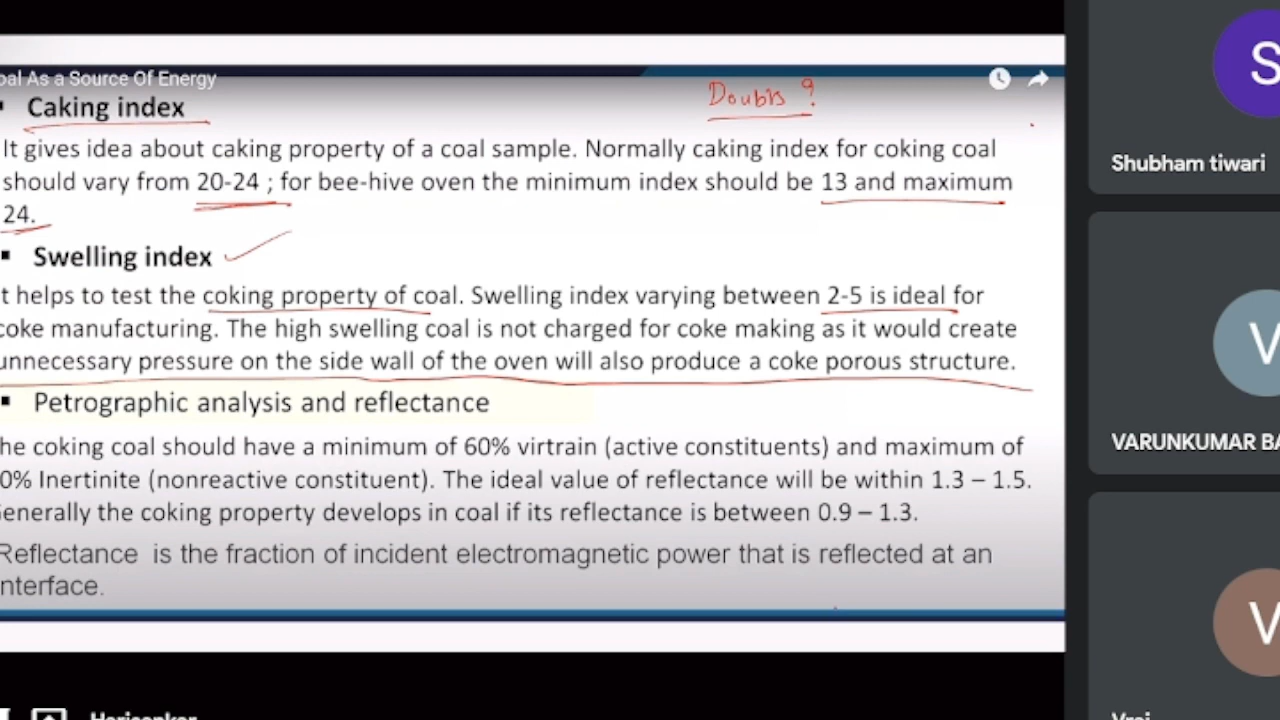 oal As a Source Of Energy
Doubts ?
▪ Caking index
It gives idea about caking property of a coal sample. Normally caking index for coking coal
should vary from 20-24 ; for bee-hive oven the minimum index should be 13 and maximum
24.
▪ Swelling index
t helps to test the coking property of coal. Swelling index varying between 2-5 is ideal for
coke manufacturing. The high swelling coal is not charged for coke making as it would create
unnecessary pressure on the side wall of the oven will also produce a coke porous structure.
▪ Petrographic analysis and reflectance
he coking coal should have a minimum of 60% virtrain (active constituents) and maximum of
0% Inertinite (nonreactive constituent). The ideal value of reflectance will be within 1.3 – 1.5.
Generally the coking property develops in coal if its reflectance is between 0.9 – 1.3.
Reflectance is the fraction of incident electromagnetic power that is reflected at an
nterface.
S
Shubham tiwari
V
VARUNKUMAR BA
V